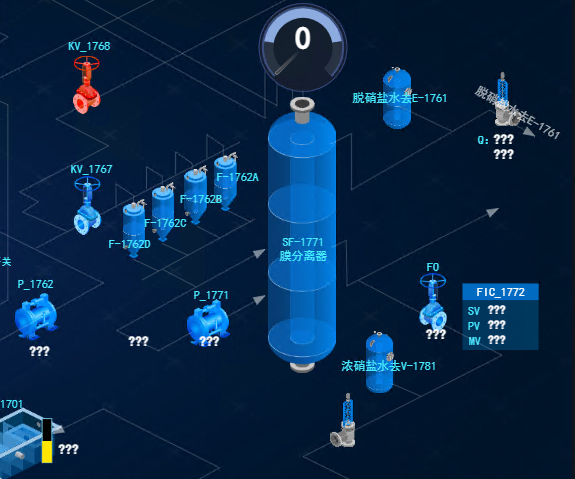 0
KV_1768
脱硝盐水去E-1761
脱硝盐水去E-1761
Q: ???
???
KV_1767
F-1762A
F-1762B
F-1762C
F-1762D
SF-1771
膜分离器
关
P_1762
???
???
P_1771
???
FO
???
FIC_1772
SV ???
PV ???
MV ???
浓硝盐水去V-1781
1701
???